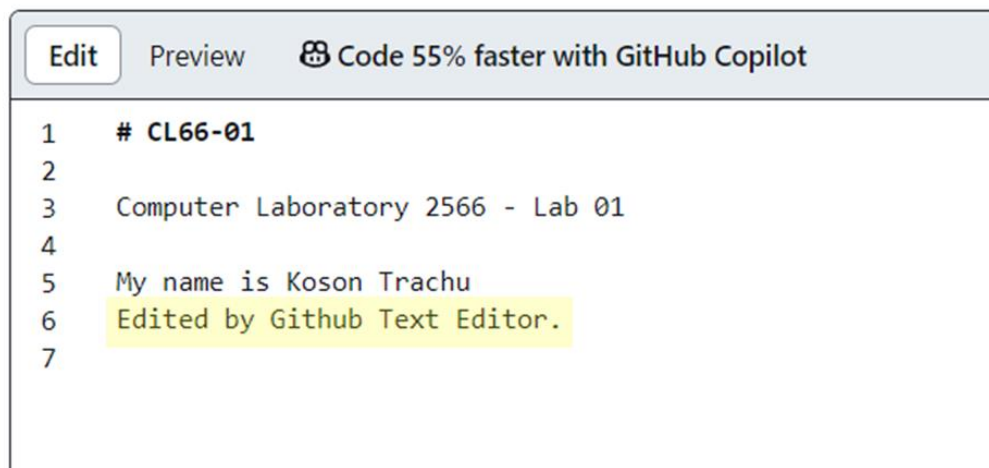 Edit Preview Code 55% faster with GitHub Copilot
1 # CL66-01
2
3 Computer Laboratory 2566 - Lab 01
4
5 My name is Koson Trachu
6 Edited by Github Text Editor.
7